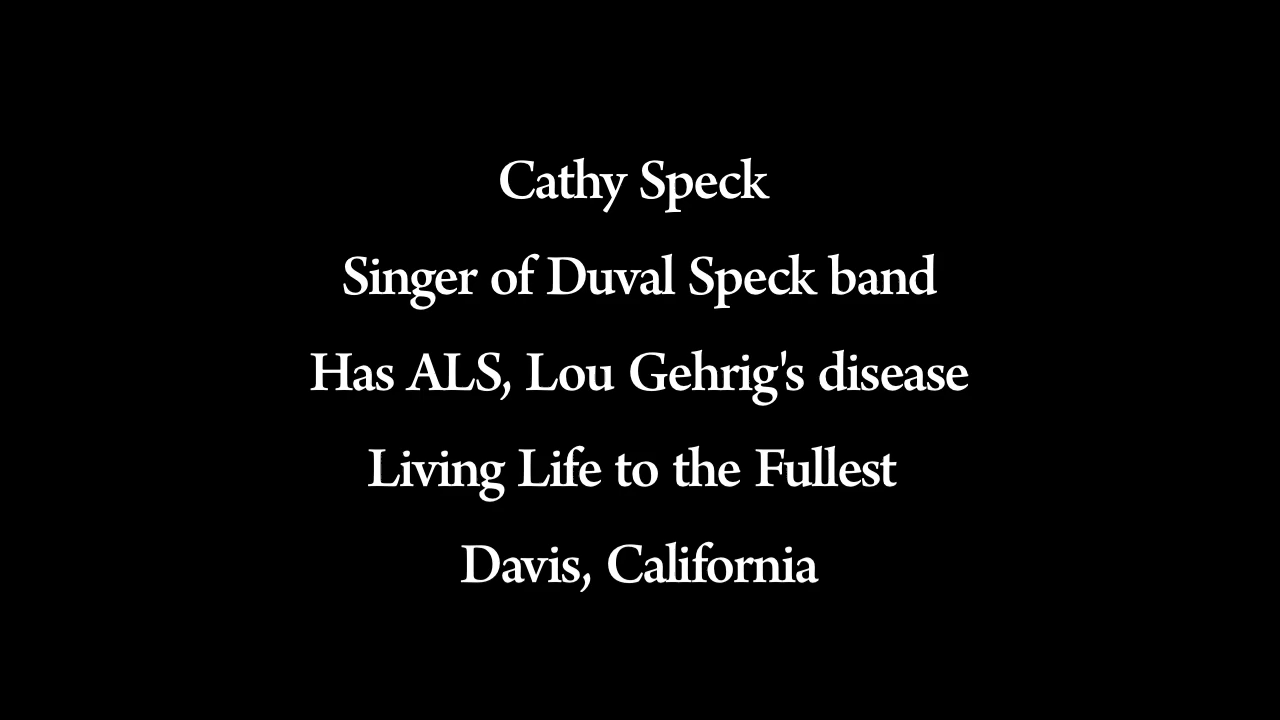 Cathy Speck
Singer of Duval Speck band
Has ALS, Lou Gehrig's disease
Living Life to the Fullest
Davis, California